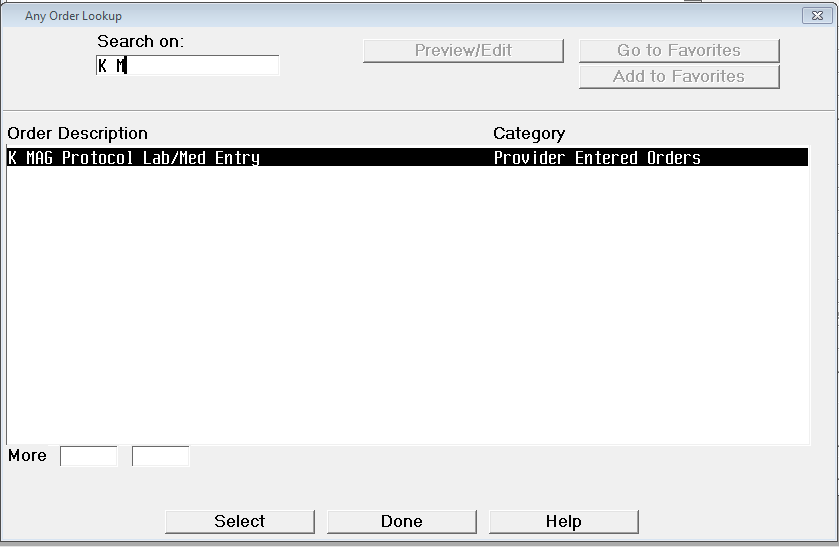 Any Order Lookup
Search on:
K M
Preview/Edit
Go to Favorites
Add to Favorites
Order Description Category
K MAG Protocol Lab/Med Entry Provider Entered Orders
More
Select Done Help